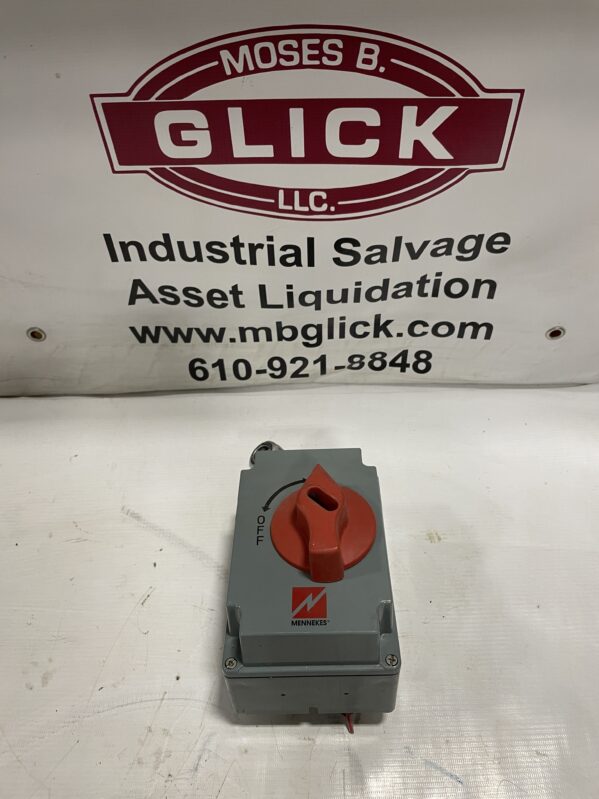 MOSES B.
GLICK
LLC.
Industrial Salvage
Asset Liquidation
www.mbglick.com
610-921-8848
OFF
MENNEKES®